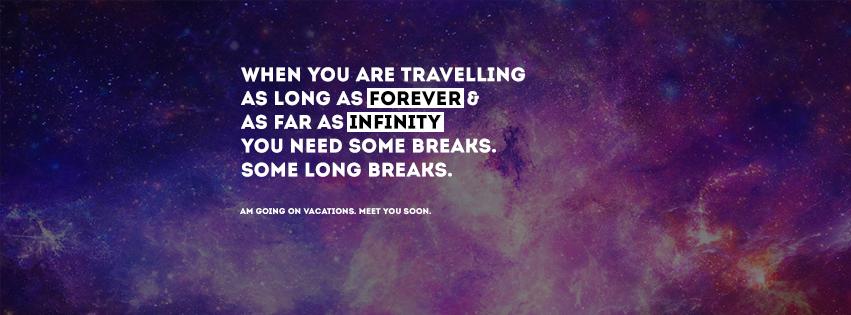 WHEN YOU ARE TRAVELLING
AS LONG AS FOREVER &
AS FAR AS INFINITY
YOU NEED SOME BREAKS.
SOME LONG BREAKS.
AM GOING ON VACATIONS. MEET YOU SOON.